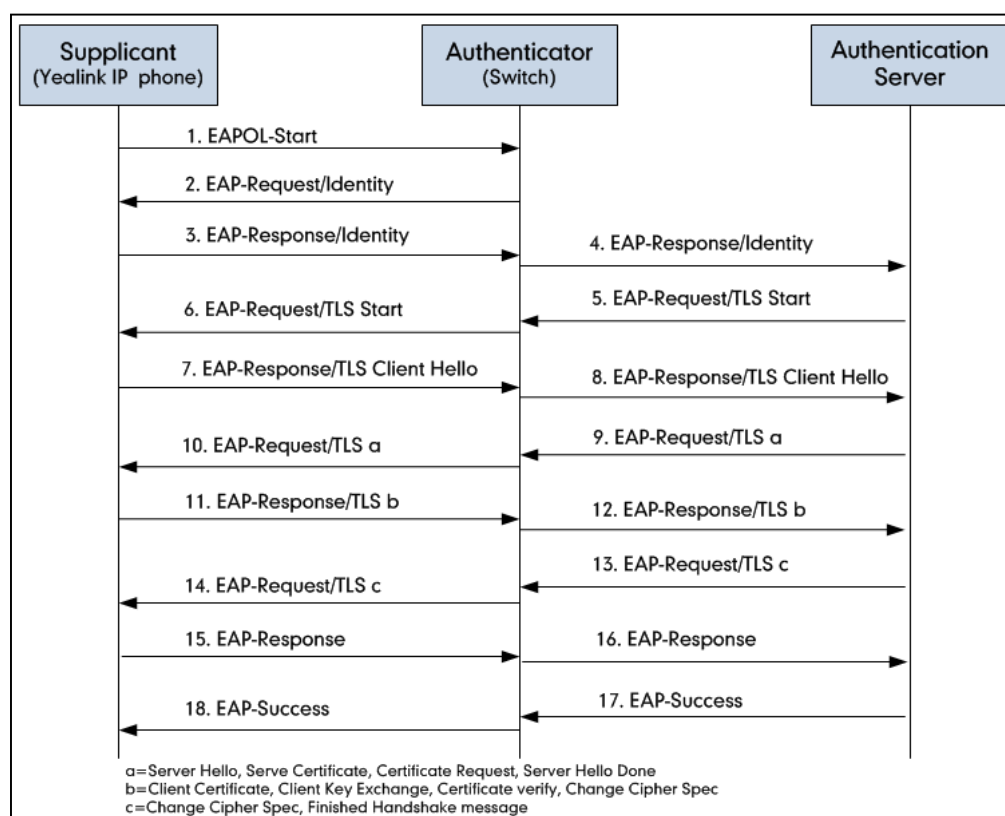 Supplicant
(Yealink IP phone)
Authenticator
(Switch)
Authentication
Server
1. EAPOL-Start
2. EAP-Request/Identity
3. EAP-Response/Identity
4. EAP-Response/Identity
5. EAP-Request/TLS Start
6. EAP-Request/TLS Start
7. EAP-Response/TLS Client Hello
8. EAP-Response/TLS Client Hello
9. EAP-Request/TLS a
10. EAP-Request/TLS a
11. EAP-Response/TLS b
12. EAP-Response/TLS b
13. EAP-Request/TLS c
14. EAP-Request/TLS c
15. EAP-Response
16. EAP-Response
17. EAP-Success
18. EAP-Success
a=Server Hello, Serve Certificate, Certificate Request, Server Hello Done
b=Client Certificate, Client Key Exchange, Certificate verify, Change Cipher Spec
c=Change Cipher Spec, Finished Handshake message